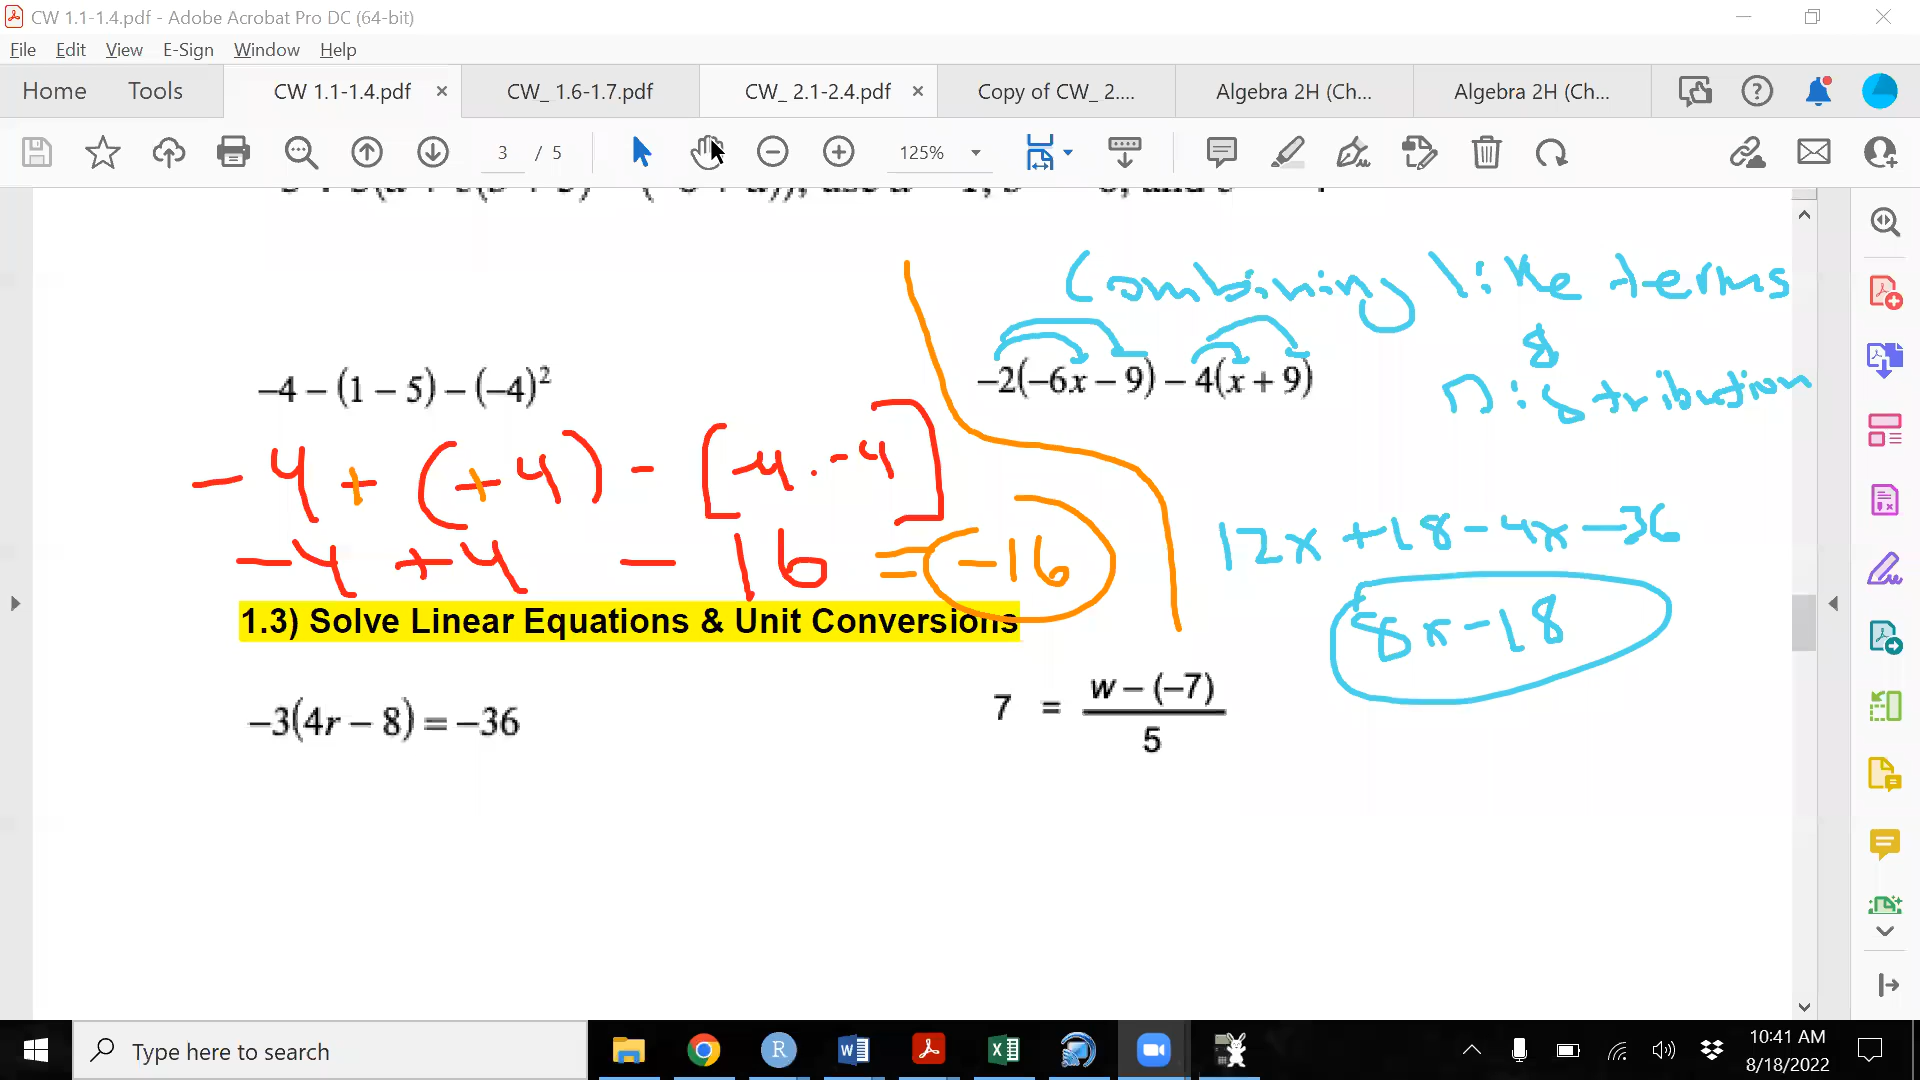 CW 1.1-1.4.pdf - Adobe Acrobat Pro DC (64-bit)
File Edit View E-Sign Window Help
Home Tools CW 1.1-1.4.pdf × CW_ 1.6-1.7.pdf CW_ 2.1-2.4.pdf × Copy of CW_ 2.... Algebra 2H (Ch... Algebra 2H (Ch...
3 / 5 125%
Combining like terms
&
Distribution
−4 − (1 − 5) − (−4)²
−2(−6x − 9) − 4(x + 9)
−4 + (+4) − [−4 · −4]
−4 +4 − 16 = −16
12x +18 −4x −36
8x −18
1.3) Solve Linear Equations & Unit Conversions
−3(4r − 8) = −36
7 = w − (−7) / 5
Type here to search
10:41 AM
8/18/2022